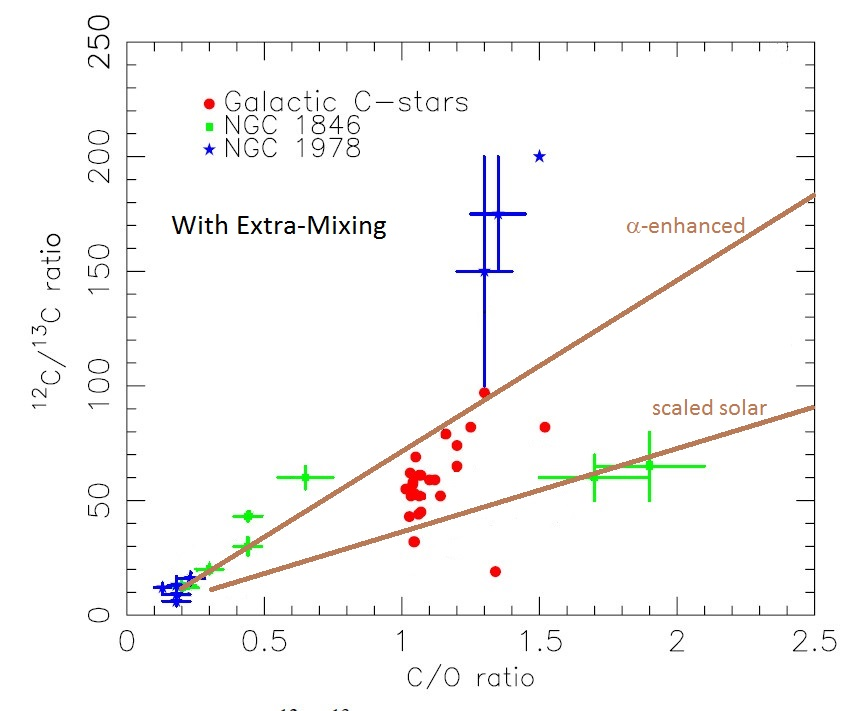 250
200
150
100
50
0
0
0.5
1
1.5
2
2.5
Galactic C-stars
NGC 1846
NGC 1978
With Extra-Mixing
α-enhanced
scaled solar
¹²C/¹³C ratio
C/O ratio